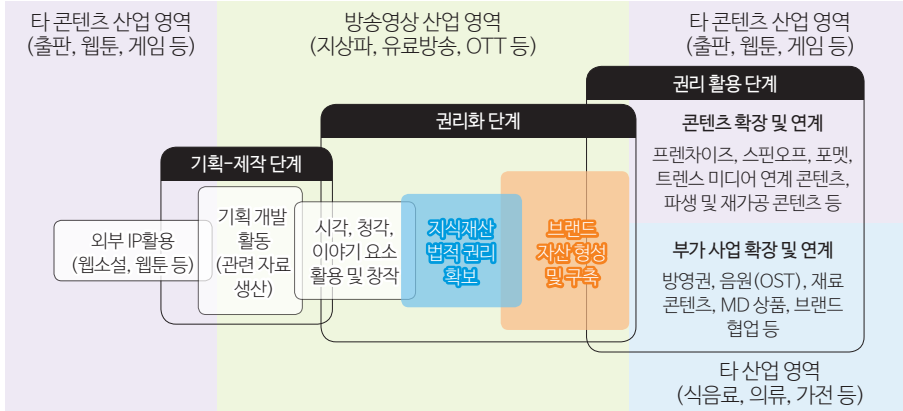 타 콘텐츠 산업 영역
(출판, 웹툰, 게임 등)
방송영상 산업 영역
(지상파, 유료방송, OTT 등)
타 콘텐츠 산업 영역
(출판, 웹툰, 게임 등)
권리 활용 단계
권리화 단계
기획-제작 단계
외부 IP활용
(웹소설, 웹툰 등)
기획 개발
활동
(관련 자료
생산)
시각, 청각,
이야기 요소
활용 및 창작
지식재산
법적 권리
확보
브랜드
자산 형성
및 구축
콘텐츠 확장 및 연계
프렌차이즈, 스핀오프, 포멧,
트렌스 미디어 연계 콘텐츠,
파생 및 재가공 콘텐츠 등
부가 사업 확장 및 연계
방영권, 음원(OST), 재료
콘텐츠, MD 상품, 브랜드
협업 등
타 산업 영역
(식음료, 의류, 가전 등)